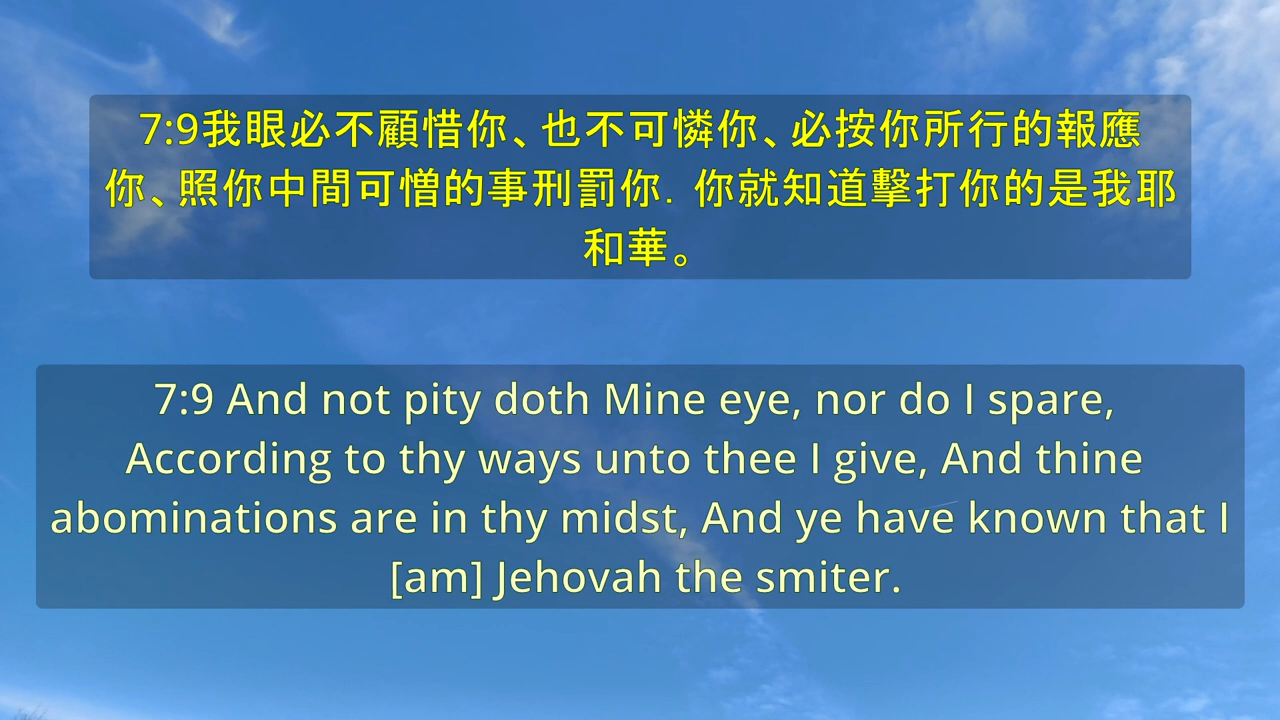 7:9我眼必不顧惜你、也不可憐你、必按你所行的報應
你、照你中間可憎的事刑罰你．你就知道擊打你的是我耶
和華。
7:9 And not pity doth Mine eye, nor do I spare,
According to thy ways unto thee I give, And thine
abominations are in thy midst, And ye have known that I
[am] Jehovah the smiter.